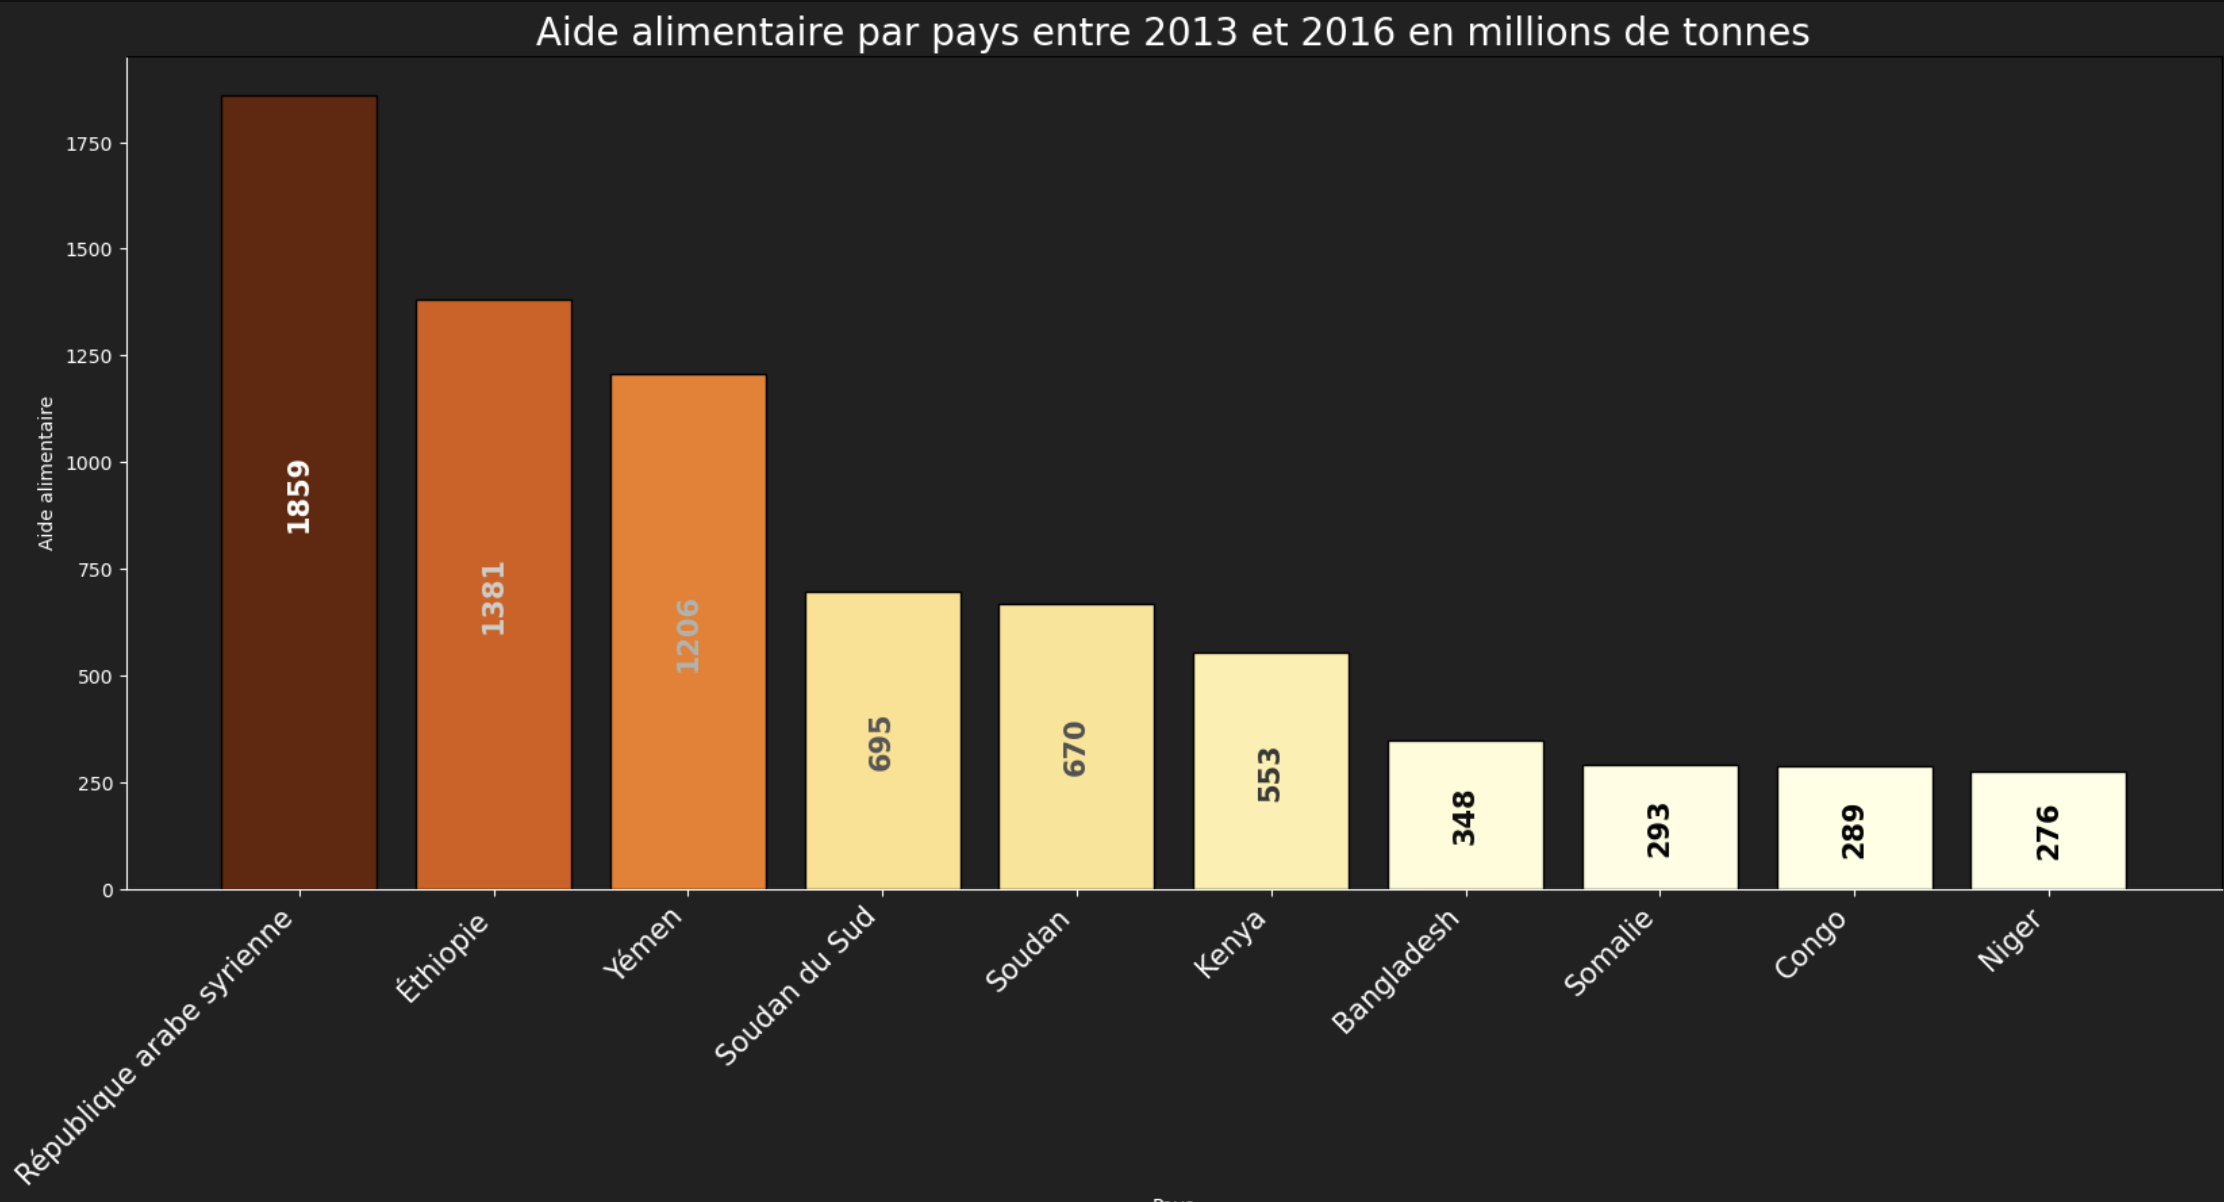 Aide alimentaire par pays entre 2013 et 2016 en millions de tonnes
Aide alimentaire
1750
1500
1250
1000
750
500
250
0
1859
1381
1206
695
670
553
348
293
289
276
République arabe syrienne
Éthiopie
Yémen
Soudan du Sud
Soudan
Kenya
Bangladesh
Somalie
Congo
Niger